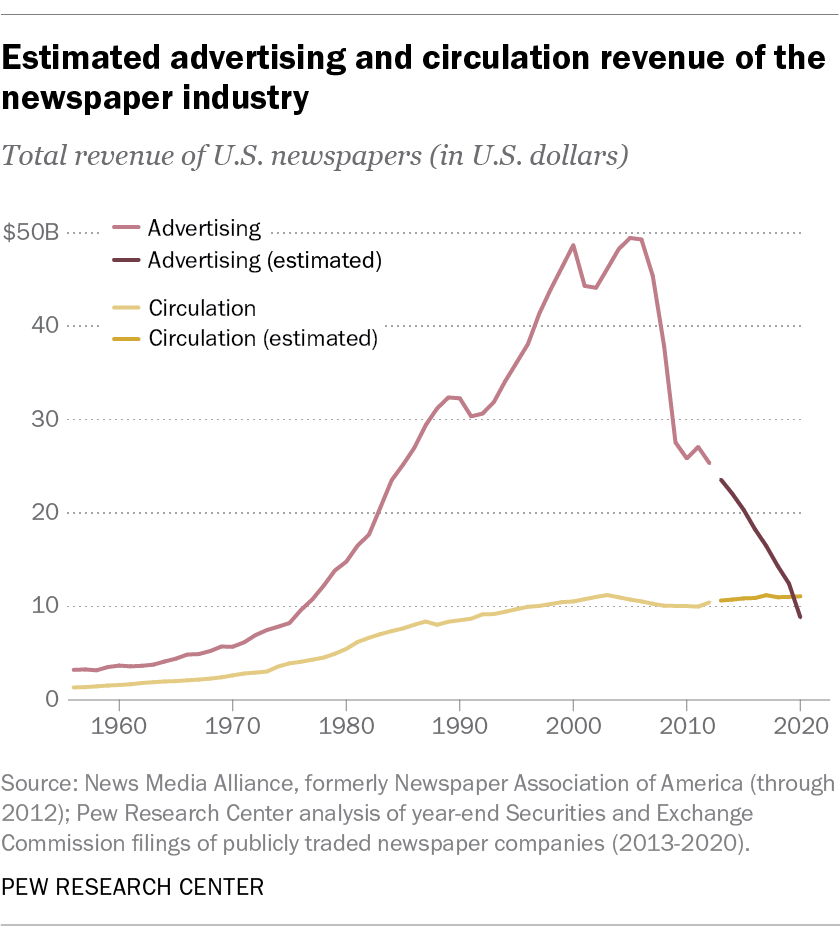 Estimated advertising and circulation revenue of the
newspaper industry
Total revenue of U.S. newspapers (in U.S. dollars)
$50B
Advertising
Advertising (estimated)
Circulation
40
Circulation (estimated)
30
20
10
0
1960 1970 1980 1990 2000 2010 2020
Source: News Media Alliance, formerly Newspaper Association of America (through
2012); Pew Research Center analysis of year-end Securities and Exchange
Commission filings of publicly traded newspaper companies (2013-2020).
PEW RESEARCH CENTER